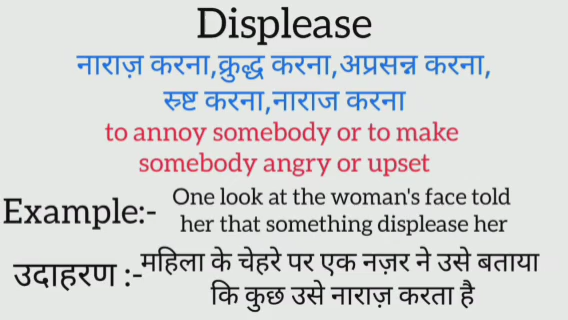 Displease
नाराज़ करना,क्रुद्ध करना,अप्रसन्न करना,
रुष्ट करना,नाराज करना
to annoy somebody or to make
somebody angry or upset
Example:- One look at the woman's face told
her that something displease her
उदाहरण :-महिला के चेहरे पर एक नज़र ने उसे बताया
कि कुछ उसे नाराज़ करता है